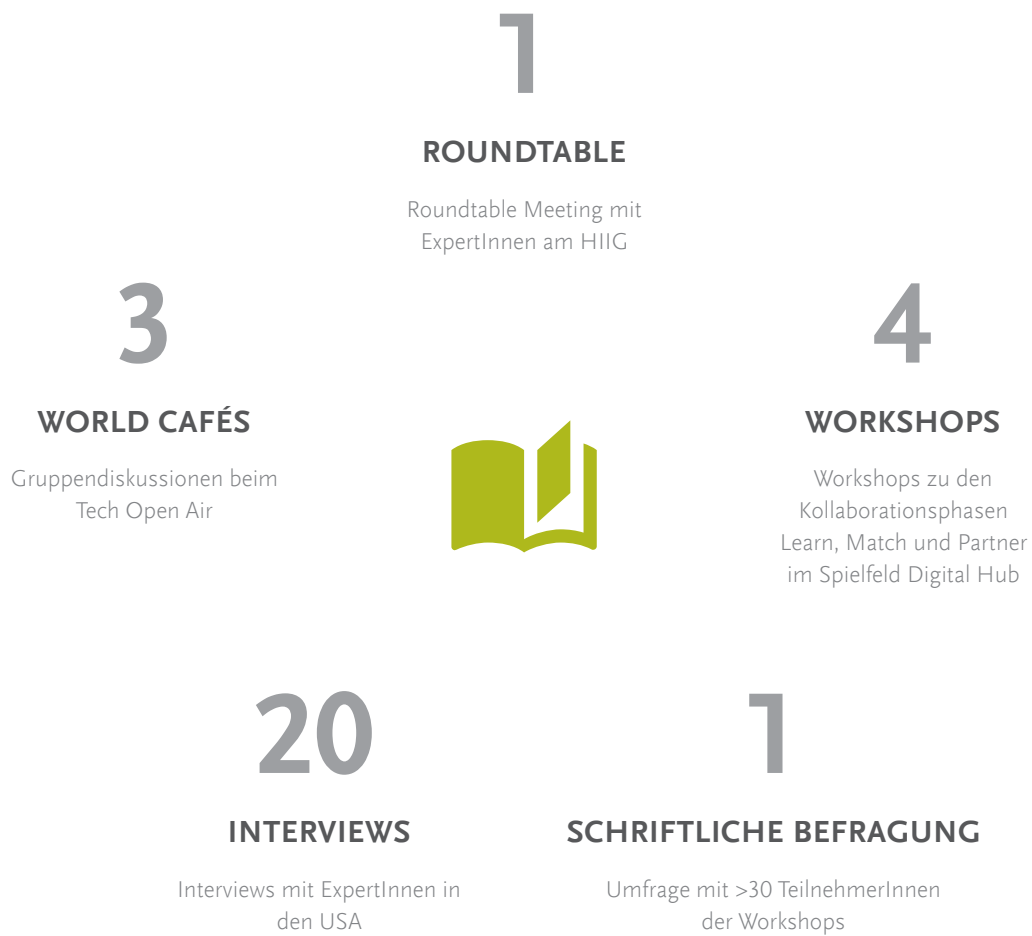 1
ROUNDTABLE
Roundtable Meeting mit
ExpertInnen am HIIG
3
WORLD CAFÉS
Gruppendiskussionen beim
Tech Open Air
4
WORKSHOPS
Workshops zu den
Kollaborationsphasen
Learn, Match und Partner
im Spielfeld Digital Hub
20
INTERVIEWS
Interviews mit ExpertInnen in
den USA
1
SCHRIFTLICHE BEFRAGUNG
Umfrage mit >30 TeilnehmerInnen
der Workshops